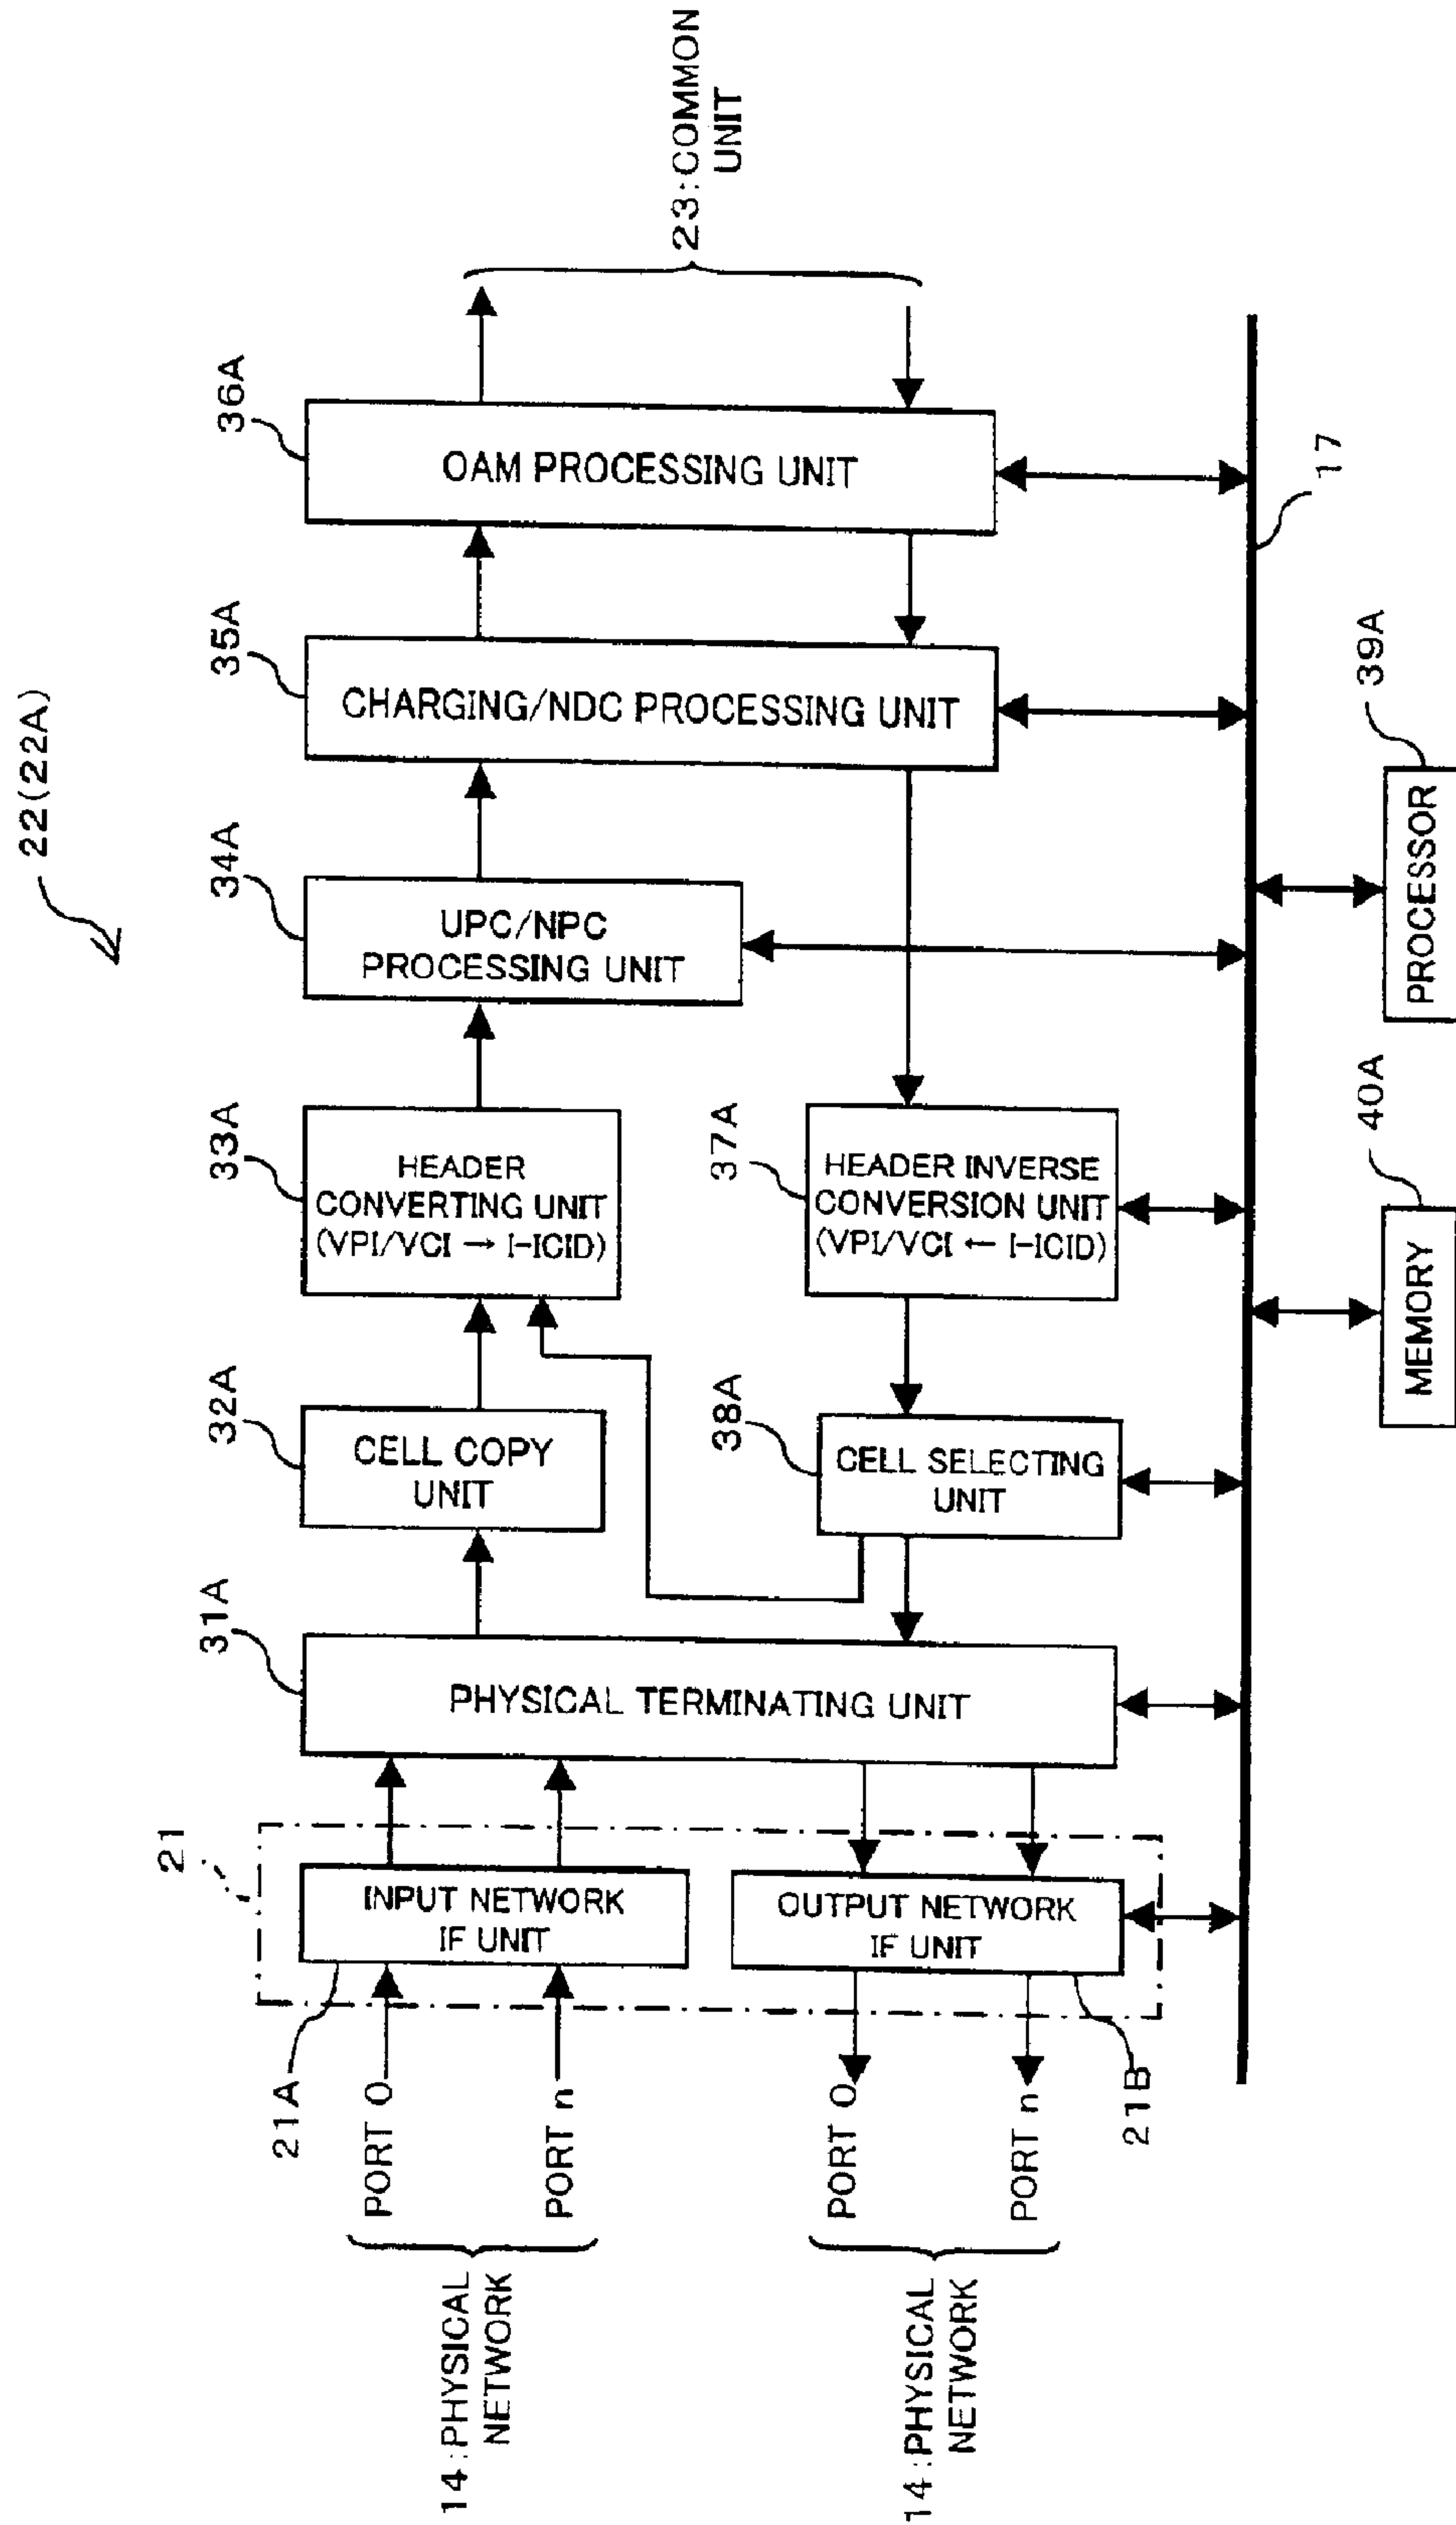 22(22A)
14:PHYSICAL
NETWORK
PORT 0
PORT n
21A
21
INPUT NETWORK
IF UNIT
31A
PHYSICAL TERMINATING UNIT
32A
CELL COPY
UNIT
33A
HEADER
CONVERTING UNIT
(VPI/VCI → I-ICID)
34A
UPC/NPC
PROCESSING UNIT
35A
CHARGING/NDC PROCESSING UNIT
36A
OAM PROCESSING UNIT
23:COMMON
UNIT
14:PHYSICAL
NETWORK
PORT 0
PORT n
21B
OUTPUT NETWORK
IF UNIT
38A
CELL SELECTING
UNIT
37A
HEADER INVERSE
CONVERSION UNIT
(VPI/VCI ← I-ICID)
17
40A
MEMORY
39A
PROCESSOR